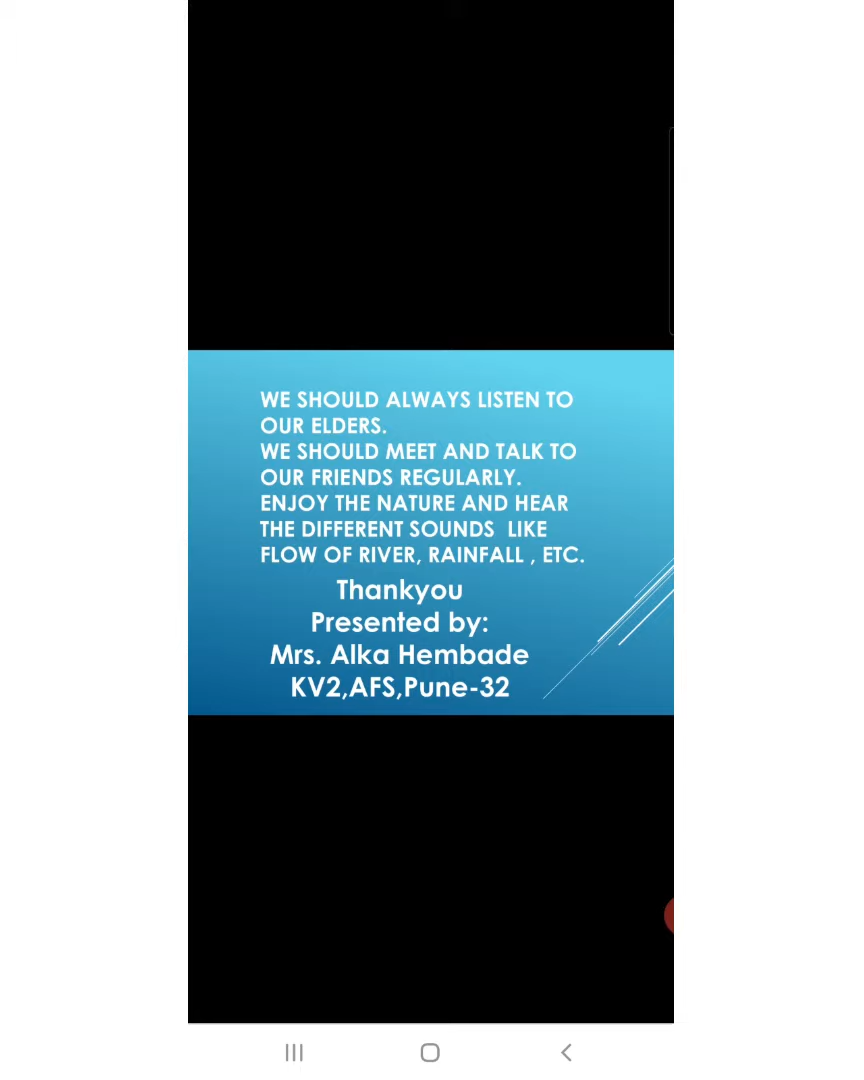 WE SHOULD ALWAYS LISTEN TO
OUR ELDERS.
WE SHOULD MEET AND TALK TO
OUR FRIENDS REGULARLY.
ENJOY THE NATURE AND HEAR
THE DIFFERENT SOUNDS  LIKE
FLOW OF RIVER, RAINFALL , ETC.
Thankyou
Presented by:
Mrs. Alka Hembade
KV2,AFS,Pune-32